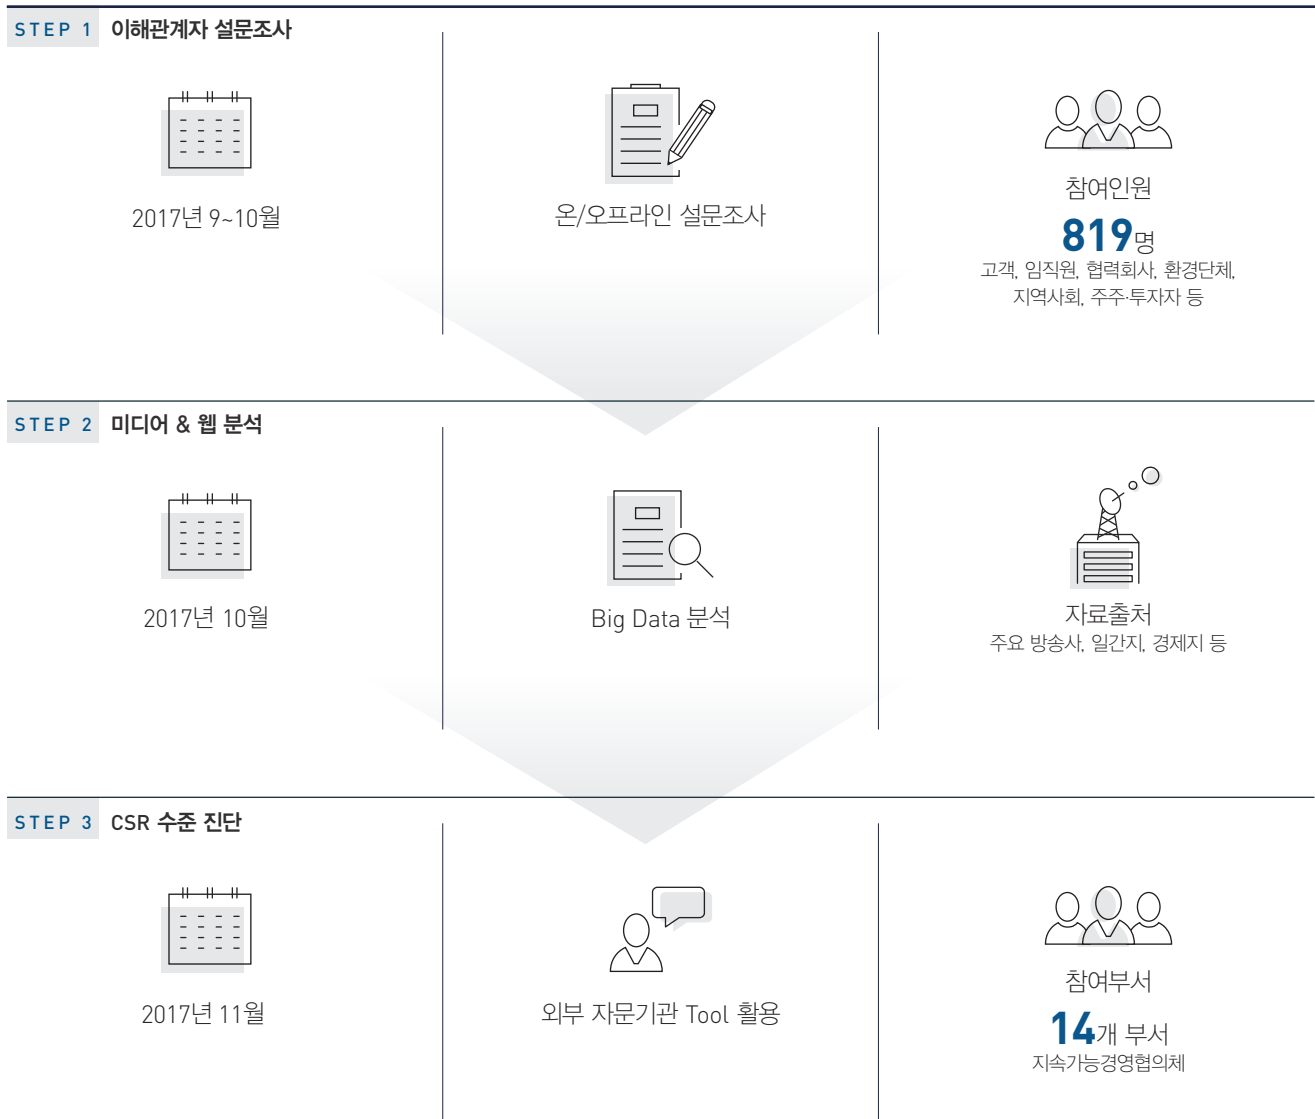 STEP 1 이해관계자 설문조사
2017년 9~10월
온/오프라인 설문조사
참여인원
819명
고객, 임직원, 협력회사, 환경단체,
지역사회, 주주·투자자 등
STEP 2 미디어 & 웹 분석
2017년 10월
Big Data 분석
자료출처
주요 방송사, 일간지, 경제지 등
STEP 3 CSR 수준 진단
2017년 11월
외부 자문기관 Tool 활용
참여부서
14개 부서
지속가능경영협의체